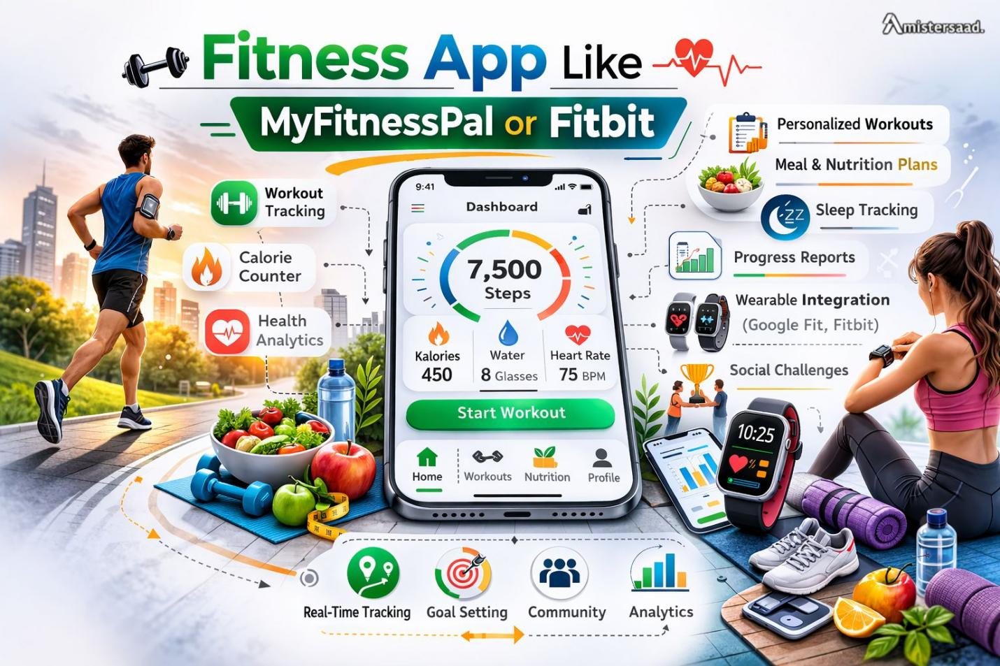 Amistersaad.
Fitness App Like
MyFitnessPal or Fitbit
Workout
Tracking
Calorie
Counter
Health
Analytics
9:41
Dashboard
7,500
Steps
Kalories
450
Water
8 Glasses
Heart Rate
75 BPM
Start Workout
Home
Workouts
Nutrition
Profile
Personalized Workouts
Meal & Nutrition Plans
ZZ
Sleep Tracking
Progress Reports
Wearable Integration
(Google Fit, Fitbit)
Social Challenges
10:25
%
Real-Time Tracking
Goal Setting
Community
Analytics